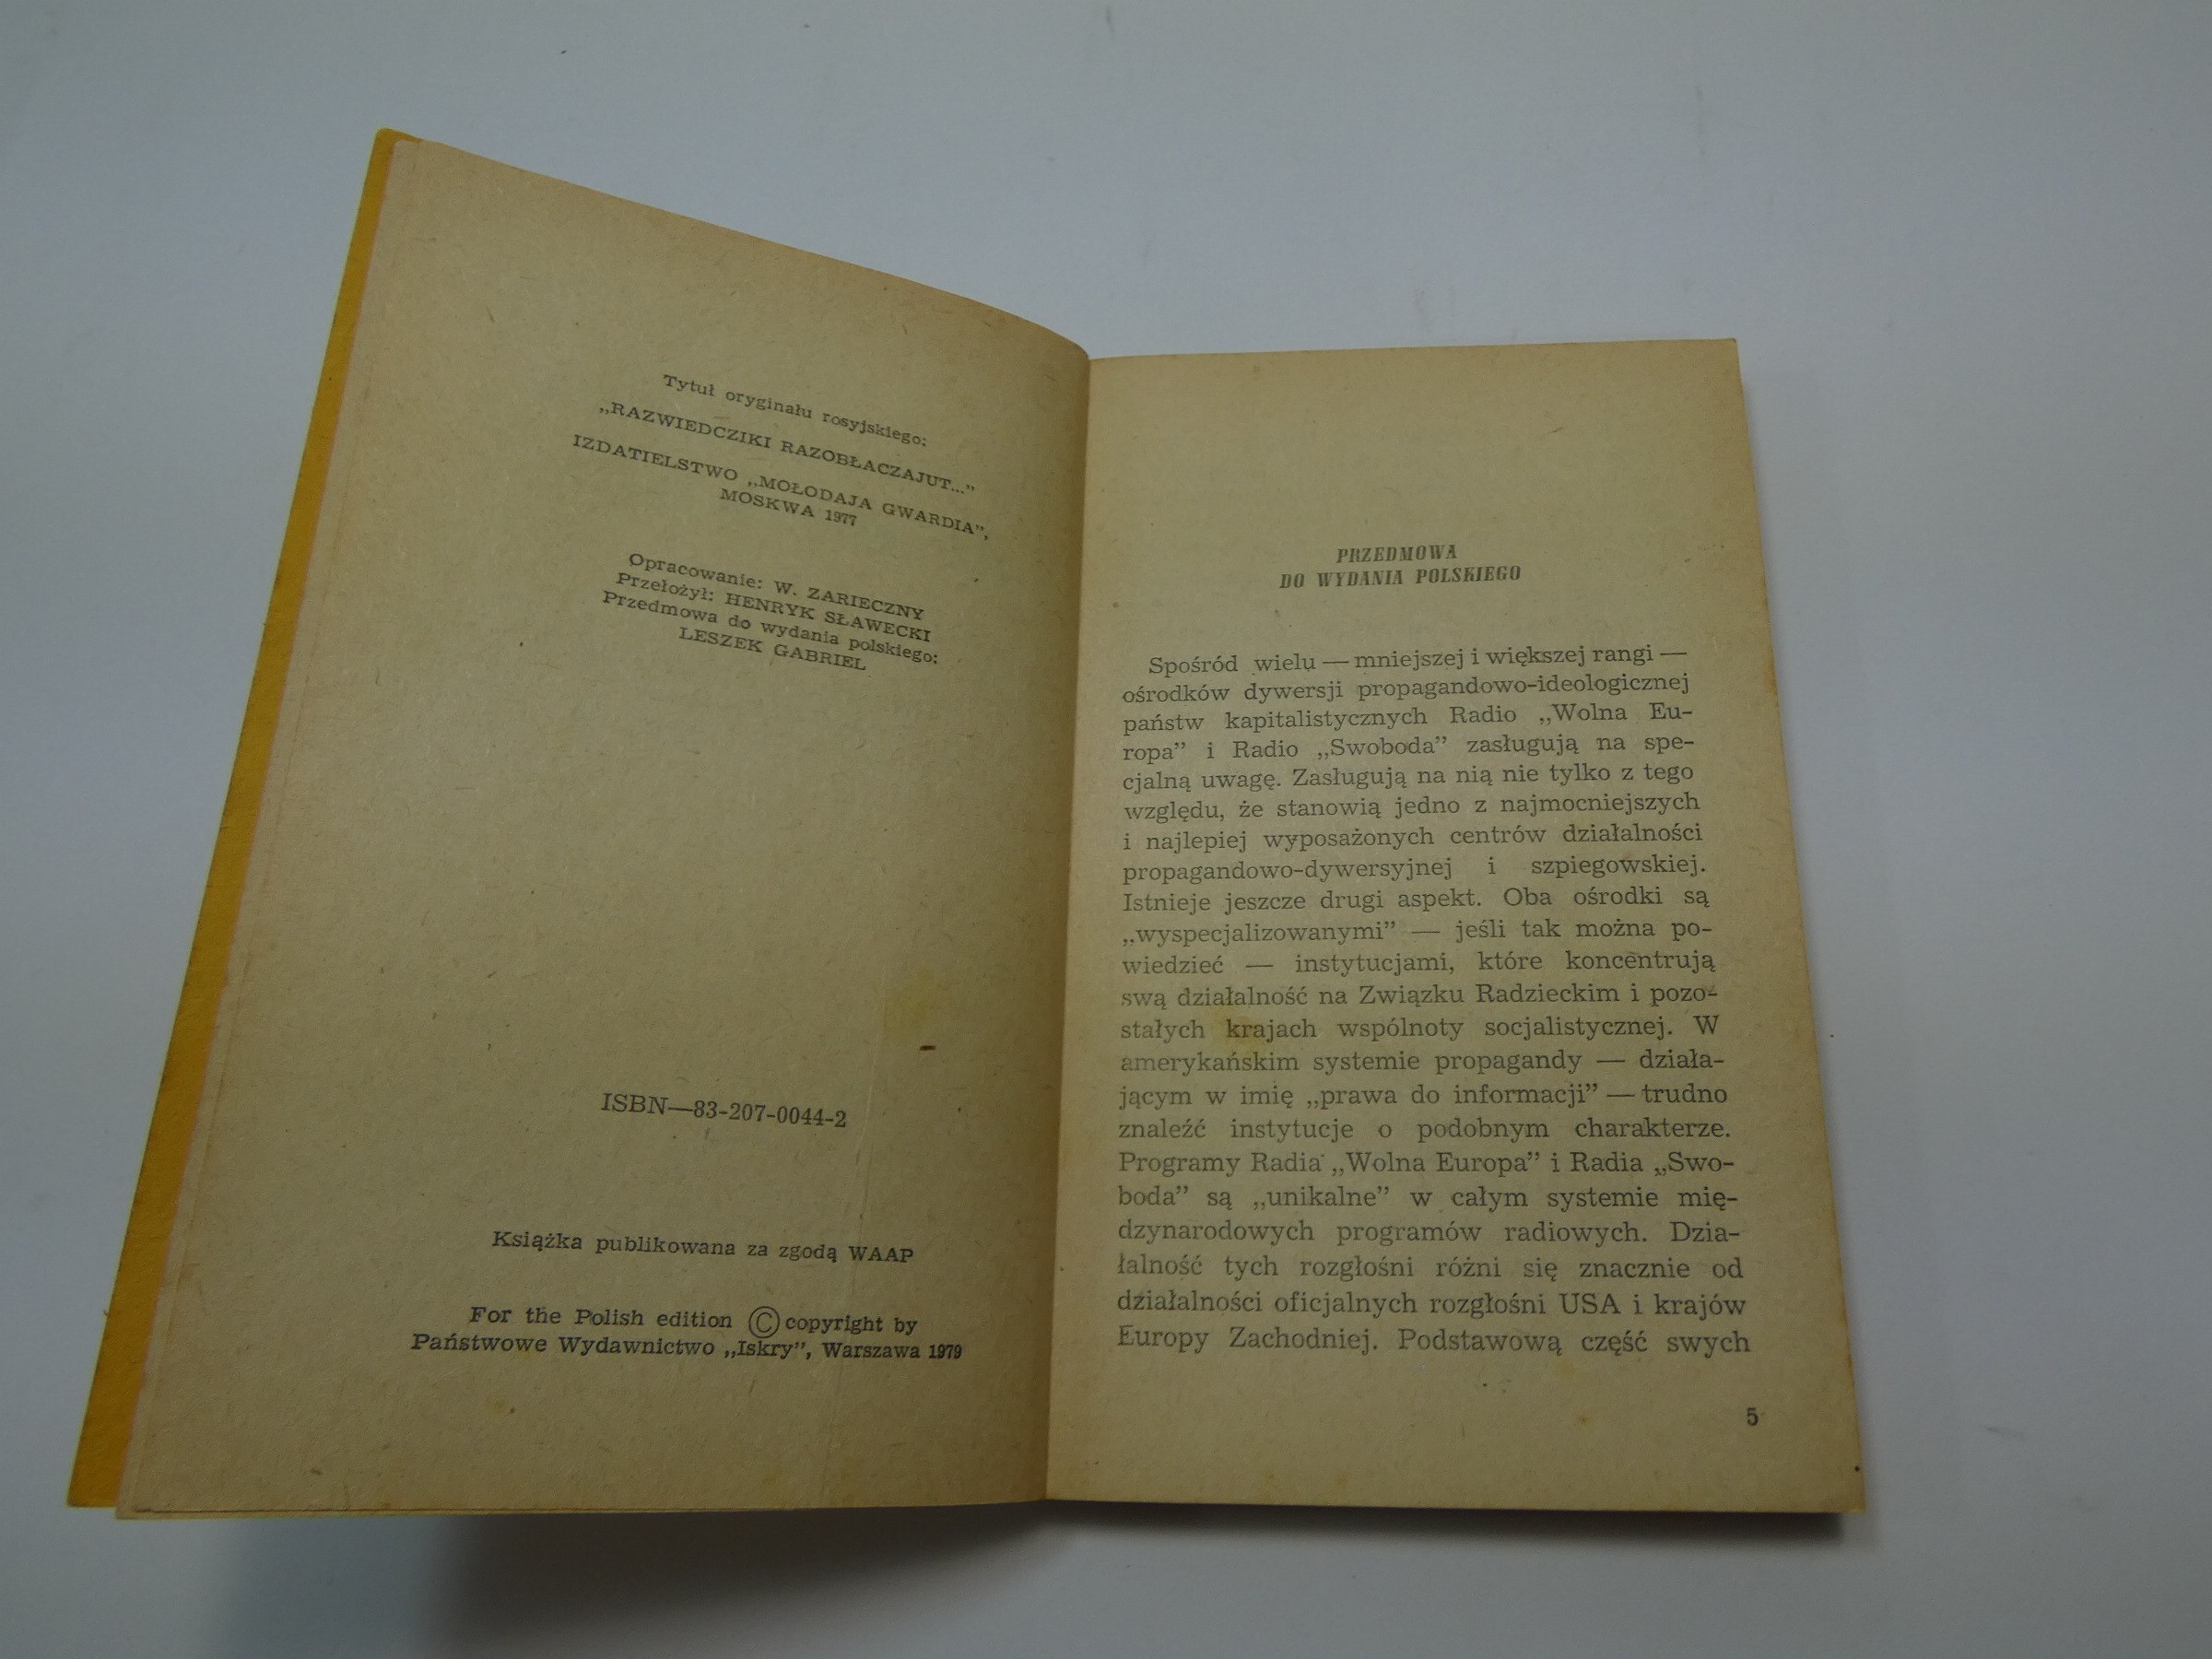 Tytuł oryginału rosyjskiego:
„RAZWIEDCZIKI RAZOBŁACZAJUT..."
IZDATIELSTWO „MOŁODAJA GWARDIA",
MOSKWA 1977
Opracowanie: W. ZARIECZNY
Przełożył: HENRYK SŁAWECKI
Przedmowa do wydania polskiego:
LESZEK GABRIEL
ISBN—83-207-0044-2
Książka publikowana za zgodą WAAP
For the Polish edition © copyright by
Państwowe Wydawnictwo „Iskry", Warszawa 1979
PRZEDMOWA
DO WYDANIA POLSKIEGO
Spośród wielu — mniejszej i większej rangi —
ośrodków dywersji propagandowo-ideologicznej
państw kapitalistycznych Radio „Wolna Eu-
ropa" i Radio „Swoboda" zasługują na spe-
cjalną uwagę. Zasługują na nią nie tylko z tego
względu, że stanowią jedno z najmocniejszych
i najlepiej wyposażonych centrów działalności
propagandowo-dywersyjnej i szpiegowskiej.
Istnieje jeszcze drugi aspekt. Oba ośrodki są
„wyspecjalizowanymi" — jeśli tak można po-
wiedzieć — instytucjami, które koncentrują
swą działalność na Związku Radzieckim i pozo-
stałych krajach wspólnoty socjalistycznej. W
amerykańskim systemie propagandy — działa-
jącym w imię „prawa do informacji" — trudno
znaleźć instytucje o podobnym charakterze.
Programy Radia „Wolna Europa" i Radia „Swo-
boda" są „unikalne" w całym systemie mię-
dzynarodowych programów radiowych. Dzia-
łalność tych rozgłośni różni się znacznie od
działalności oficjalnych rozgłośni USA i krajów
Europy Zachodniej. Podstawową część swych
5